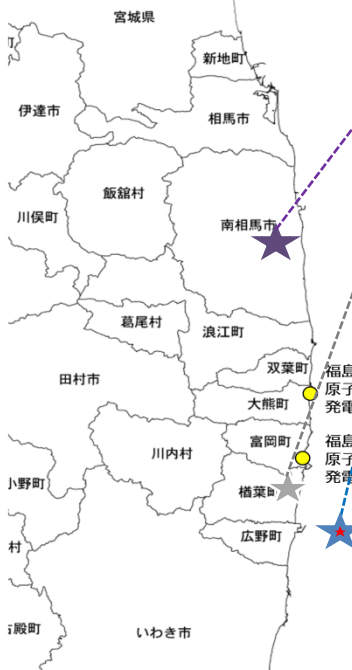 宮城県
新地町
伊達市
相馬市
飯舘村
川俣町
南相馬市
葛尾村
浪江町
双葉町
田村市
大熊町
福島
原子
発電
富岡町
川内村
福島
原子
発電
小野町
楢葉町
広野町
村
古殿町
いわき市